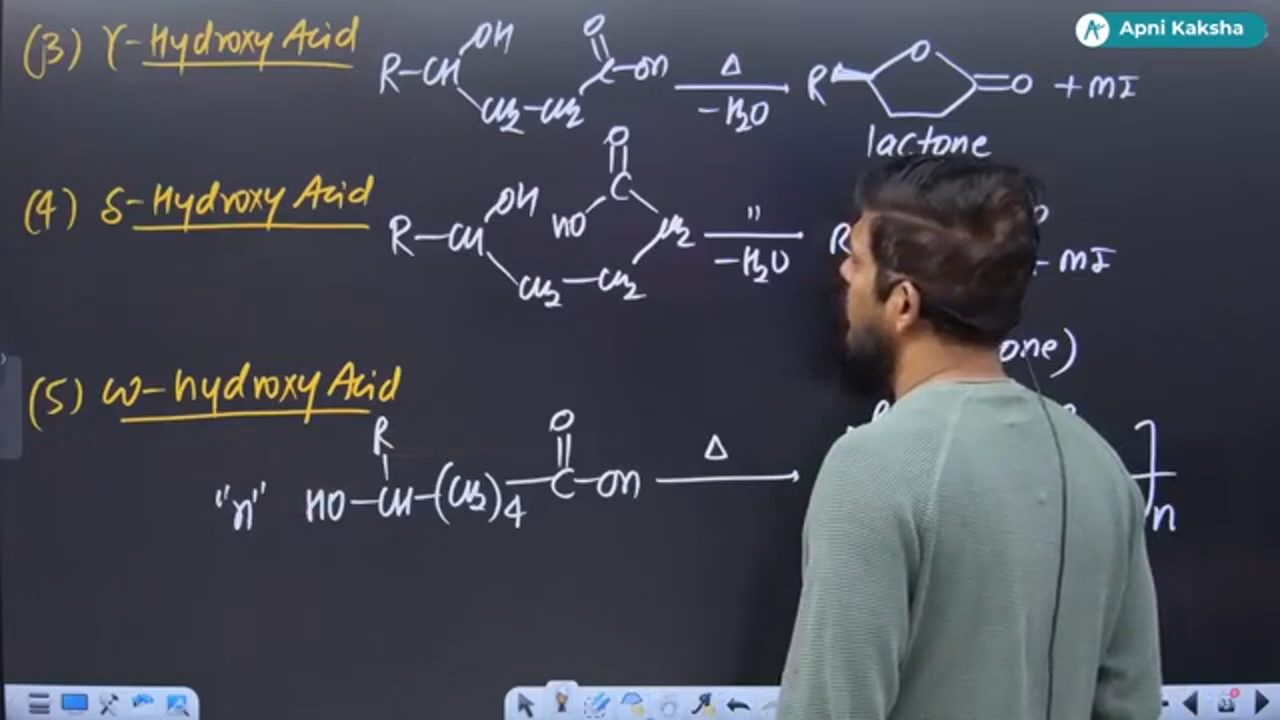 Apni Kaksha
(3) γ-Hydroxy Acid
R-CH OH CH2-CH2 C O -OH Δ -H2O R O =O + mI
lactone
(4) δ-Hydroxy Acid
R-CH OH CH2-CH2 CH2 C O HO " -H2O R - mI
one)
(5) ω-hydroxy Acid
"n" HO-CH R -(CH2)4 -C O -OH Δ ]n